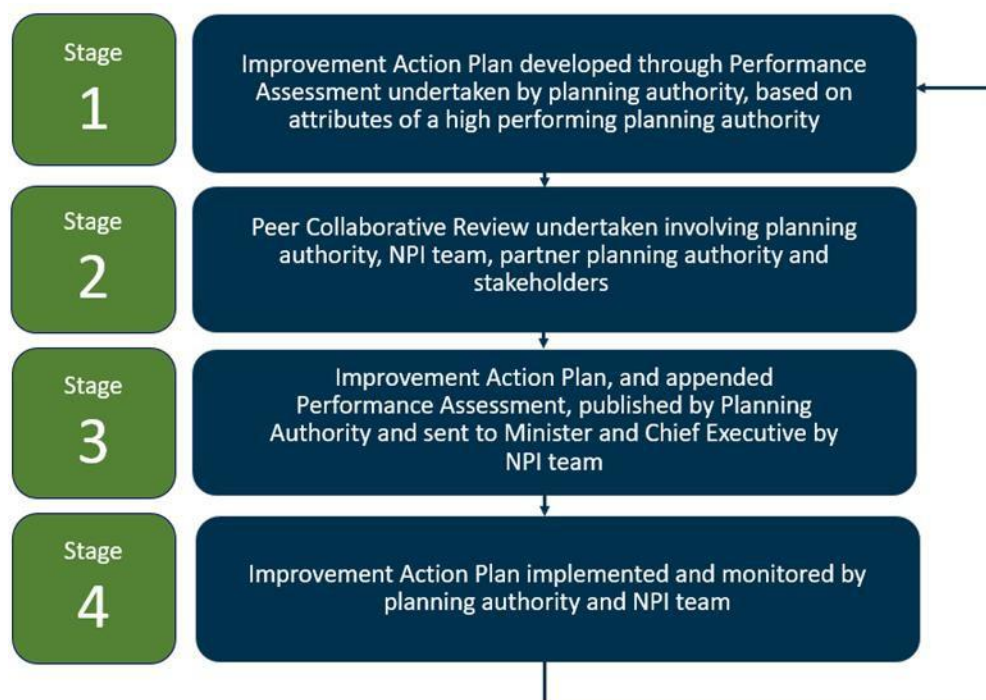 Stage
1
Improvement Action Plan developed through Performance
Assessment undertaken by planning authority, based on
attributes of a high performing planning authority
Stage
2
Peer Collaborative Review undertaken involving planning
authority, NPI team, partner planning authority and
stakeholders
Stage
3
Improvement Action Plan, and appended
Performance Assessment, published by Planning
Authority and sent to Minister and Chief Executive by
NPI team
Stage
4
Improvement Action Plan implemented and monitored by
planning authority and NPI team